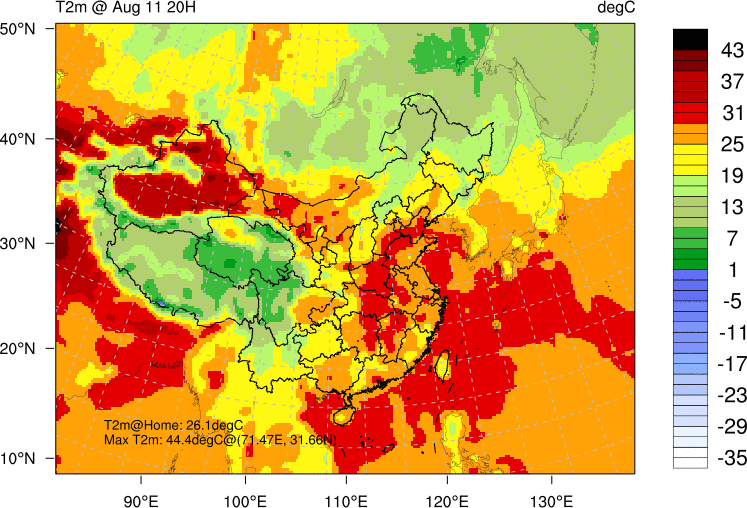 T2m @ Aug 11 20H degC
50°N
40°N
30°N
20°N
10°N
43
37
31
25
19
13
7
1
-5
-11
-17
-23
-29
-35
T2m@Home: 26.1degC
Max T2m: 44.4degC@(71.47E, 31.66N)
90°E 100°E 110°E 120°E 130°E